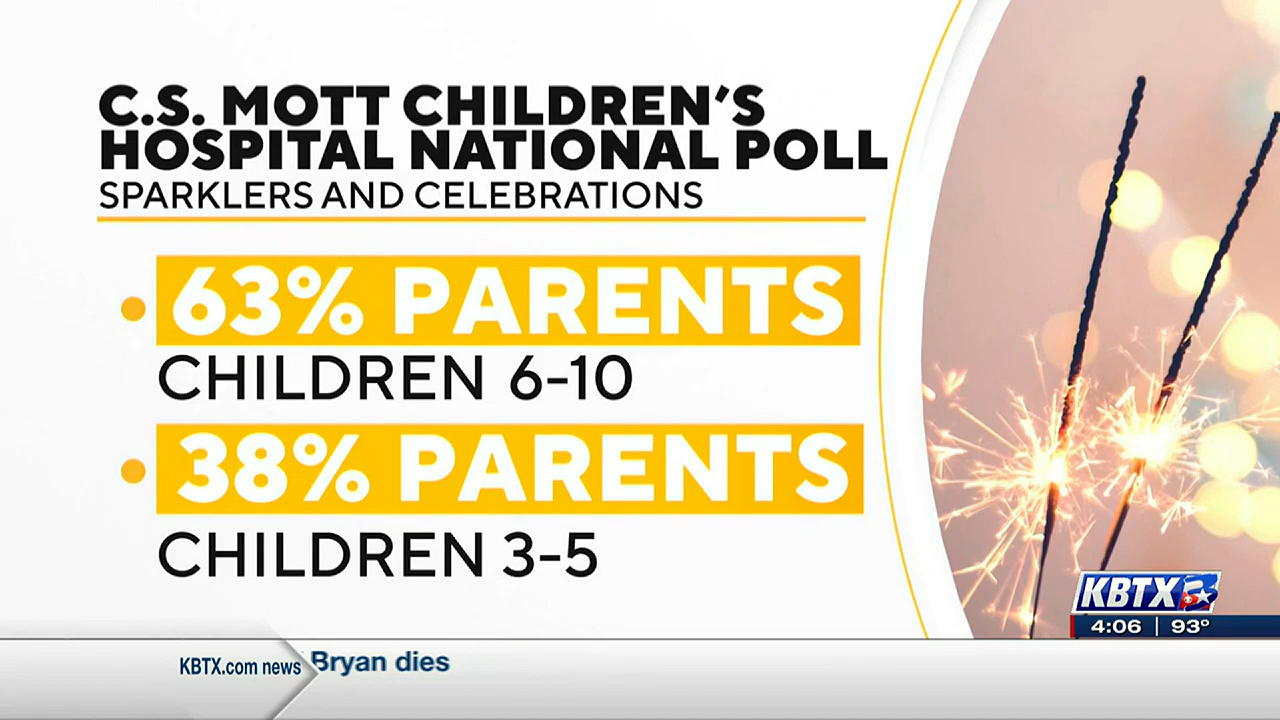 C.S. MOTT CHILDREN'S
HOSPITAL NATIONAL POLL
SPARKLERS AND CELEBRATIONS
• 63% PARENTS
CHILDREN 6-10
• 38% PARENTS
CHILDREN 3-5
KBTX 3
4:06 | 93°
KBTX.com news
Bryan dies